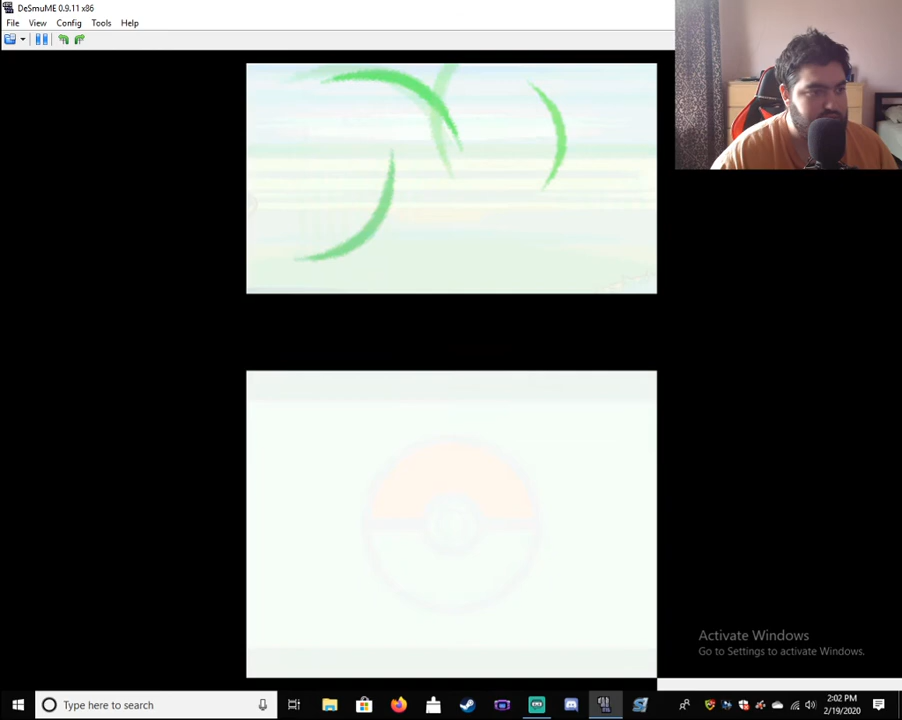 DeSmuME 0.9.11 x86
File View Config Tools Help
Activate Windows
Go to Settings to activate Windows.
Type here to search
2:02 PM
2/19/2020